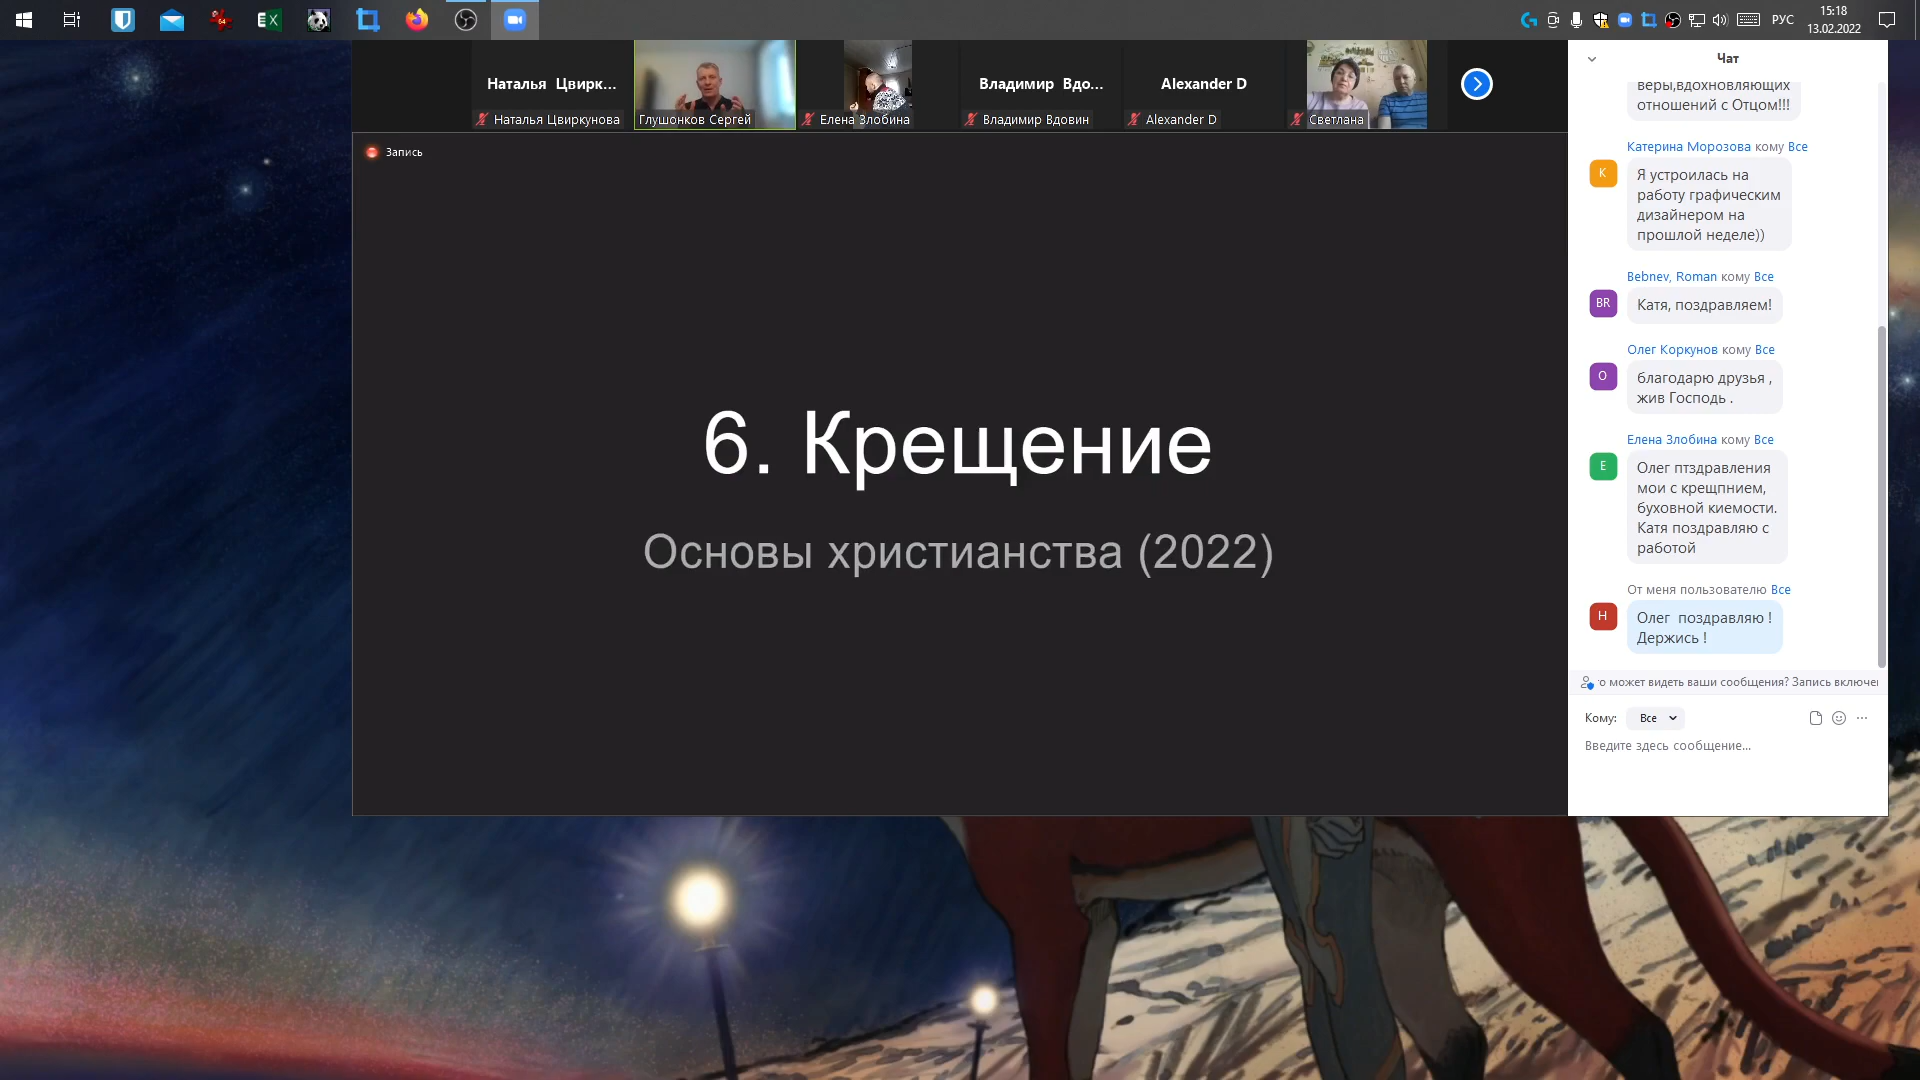 РУС
15:18
13.02.2022
Наталья Цвирк...
Владимир Вдо...
Alexander D
Наталья Цвиркунова
Глушонков Сергей
Елена Злобина
Владимир Вдовин
Alexander D
Светлана
Запись
6. Крещение
Основы христианства (2022)
Чат
веры,вдохновляющих
отношений с Отцом!!!
Катерина Морозова кому Все
К
Я устроилась на
работу графическим
дизайнером на
прошлой неделе))
Bebnev, Roman кому Все
BR
Катя, поздравляем!
Олег Коркунов кому Все
О
благодарю друзья ,
жив Господь .
Елена Злобина кому Все
Е
Олег птздравления
мои с крещпнием,
буховной киемости.
Катя поздравляю с
работой
От меня пользователю Все
Н
Олег поздравляю !
Держись !
то может видеть ваши сообщения? Запись включен
Кому:
Все
Введите здесь сообщение...